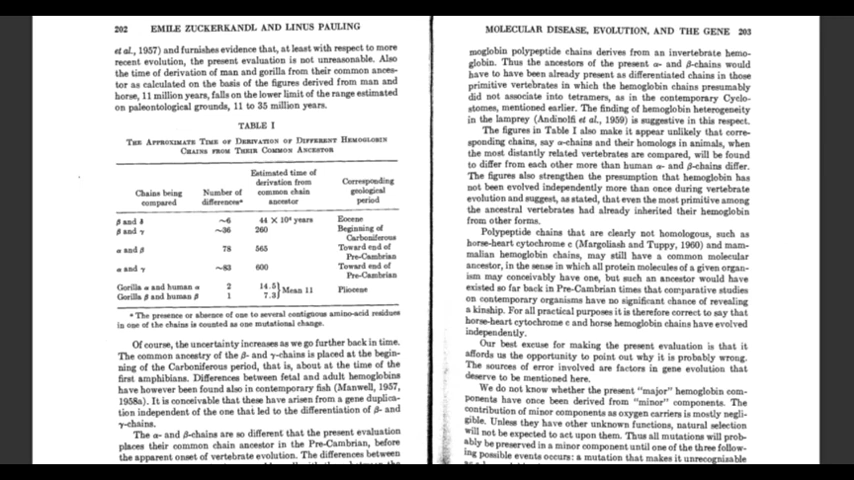 202 EMILE ZUCKERKANDL AND LINUS PAULING
et al., 1957) and furnishes evidence that, at least with respect to more
recent evolution, the present evaluation is not unreasonable. Also
the time of derivation of man and gorilla from their common ances-
tor as calculated on the basis of the figures derived from man and
horse, 11 million years, falls on the lower limit of the range estimated
on paleontological grounds, 11 to 35 million years.
TABLE I
THE APPROXIMATE TIME OF DERIVATION OF DIFFERENT HEMOGLOBIN
CHAINS FROM THEIR COMMON ANCESTOR
Chains being compared Number of differences* Estimated time of derivation from common chain ancestor Corresponding geological period
β and δ ~6 44 × 10⁶ years Eocene
β and γ ~36 260 Beginning of Carboniferous
α and β 78 565 Toward end of Pre-Cambrian
α and γ ~83 600 Toward end of Pre-Cambrian
Gorilla α and human α 2 14.5
Gorilla β and human β 1 7.3 } Mean 11 Pliocene
* The presence or absence of one to several contiguous amino-acid residues
in one of the chains is counted as one mutational change.
Of course, the uncertainty increases as we go further back in time.
The common ancestry of the β- and γ-chains is placed at the begin-
ning of the Carboniferous period, that is, about at the time of the
first amphibians. Differences between fetal and adult hemoglobins
have however been found also in contemporary fish (Manwell, 1957,
1958a). It is conceivable that these have arisen from a gene duplica-
tion independent of the one that led to the differentiation of β- and
γ-chains.
The α- and β-chains are so different that the present evaluation
places their common chain ancestor in the Pre-Cambrian, before
the apparent onset of vertebrate evolution. The differences between
MOLECULAR DISEASE, EVOLUTION, AND THE GENE 203
moglobin polypeptide chains derives from an invertebrate hemo-
globin. Thus the ancestors of the present α- and β-chains would
have to have been already present as differentiated chains in those
primitive vertebrates in which the hemoglobin chains presumably
did not associate into tetramers, as in the contemporary Cyclo-
stomes, mentioned earlier. The finding of hemoglobin heterogeneity
in the lamprey (Andinolfi et al., 1959) is suggestive in this respect.
The figures in Table I also make it appear unlikely that corre-
sponding chains, say α-chains and their homologs in animals, when
the most distantly related vertebrates are compared, will be found
to differ from each other more than human α- and β-chains differ.
The figures also strengthen the presumption that hemoglobin has
not been evolved independently more than once during vertebrate
evolution and suggest, as stated, that even the most primitive among
the ancestral vertebrates had already inherited their hemoglobin
from other forms.
Polypeptide chains that are clearly not homologous, such as
horse-heart cytochrome c (Margoliash and Tuppy, 1960) and mam-
malian hemoglobin chains, may still have a common molecular
ancestor, in the sense in which all protein molecules of a given organ-
ism may conceivably have one, but such an ancestor would have
existed so far back in Pre-Cambrian times that comparative studies
on contemporary organisms have no significant chance of revealing
a kinship. For all practical purposes it is therefore correct to say that
horse-heart cytochrome c and horse hemoglobin chains have evolved
independently.
Our best excuse for making the present evaluation is that it
affords us the opportunity to point out why it is probably wrong.
The sources of error involved are factors in gene evolution that
deserve to be mentioned here.
We do not know whether the present "major" hemoglobin com-
ponents have once been derived from "minor" components. The
contribution of minor components as oxygen carriers is mostly negli-
gible. Unless they have other unknown functions, natural selection
will not be expected to act upon them. Thus all mutations will prob-
ably be preserved in a minor component until one of the three follow-
ing possible events occurs: a mutation that makes it unrecognizable